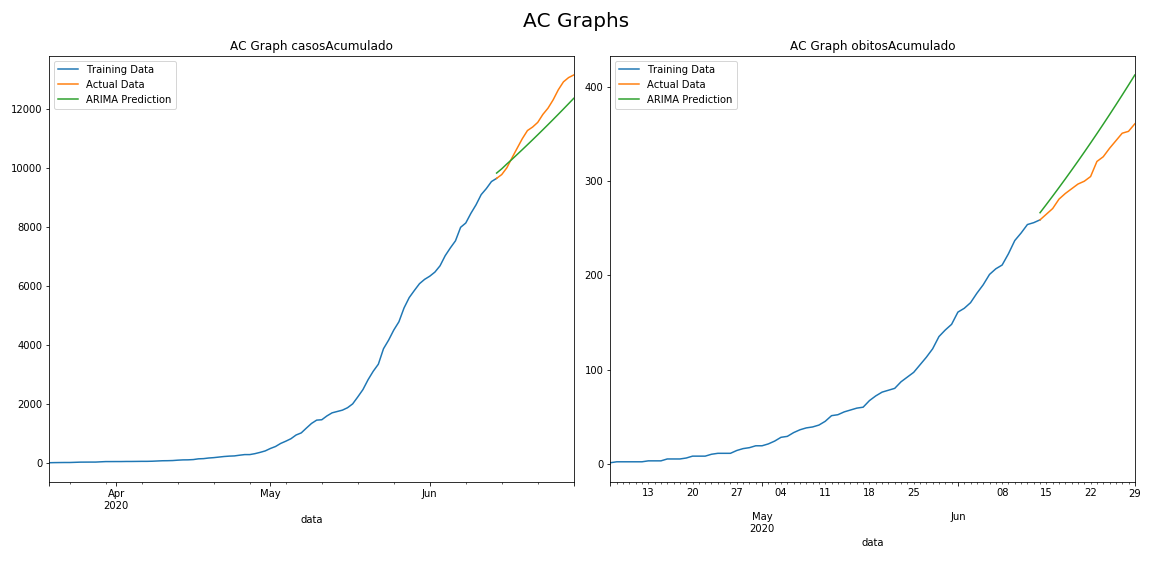 AC Graphs
AC Graph casosAcumulado
Training Data
Actual Data
ARIMA Prediction
12000
10000
8000
6000
4000
2000
0
Apr
2020
May
Jun
data
AC Graph obitosAcumulado
Training Data
Actual Data
ARIMA Prediction
400
300
200
100
0
13 20 27 04 11 18 25 08 15 22 29
May
2020
Jun
data